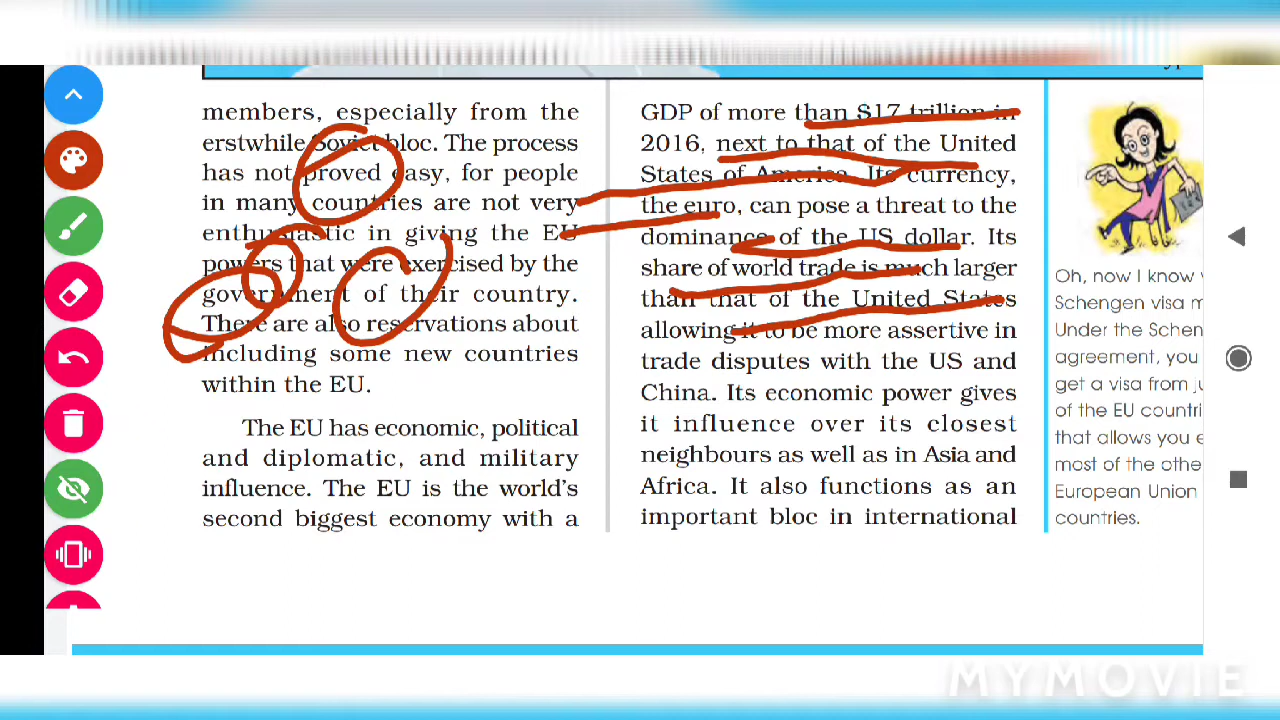 members, especially from the
erstwhile Soviet bloc. The process
has not proved easy, for people
in many countries are not very
enthusiastic in giving the EU
powers that were exercised by the
government of their country.
There are also reservations about
including some new countries
within the EU.
The EU has economic, political
and diplomatic, and military
influence. The EU is the world's
second biggest economy with a
GDP of more than $17 trillion in
2016, next to that of the United
States of America. Its currency,
the euro, can pose a threat to the
dominance of the US dollar. Its
share of world trade is much larger
than that of the United States
allowing it to be more assertive in
trade disputes with the US and
China. Its economic power gives
it influence over its closest
neighbours as well as in Asia and
Africa. It also functions as an
important bloc in international
Oh, now I know
Schengen visa m
Under the Schen
agreement, you
get a visa from ju
of the EU countri
that allows you e
most of the othe
European Union
countries.
MYMOVIE